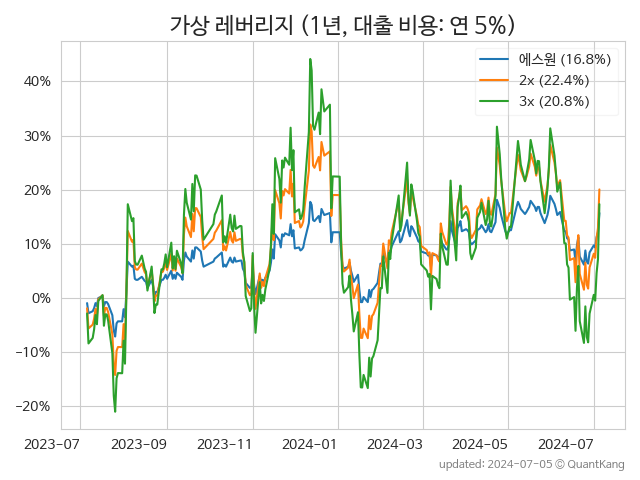 가상 레버리지 (1년, 대출 비용: 연 5%)
에스원 (16.8%)
2x (22.4%)
3x (20.8%)
40%
30%
20%
10%
0%
−10%
−20%
2023-07
2023-09
2023-11
2024-01
2024-03
2024-05
2024-07
updated: 2024-07-05 © QuantKang